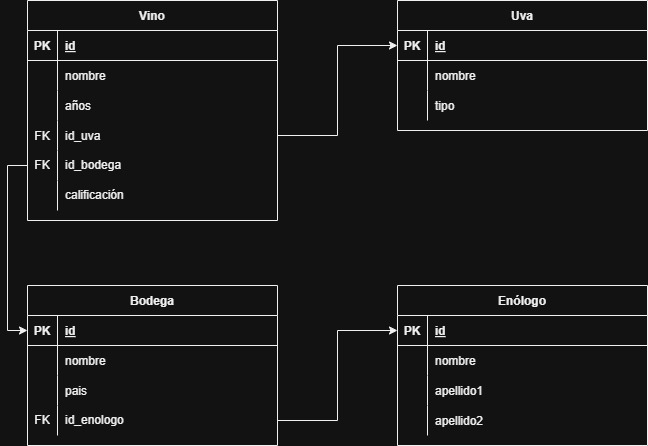 Vino
PK id
nombre
años
FK id_uva
FK id_bodega
calificación
Uva
PK id
nombre
tipo
Bodega
PK id
nombre
pais
FK id_enologo
Enólogo
PK id
nombre
apellido1
apellido2